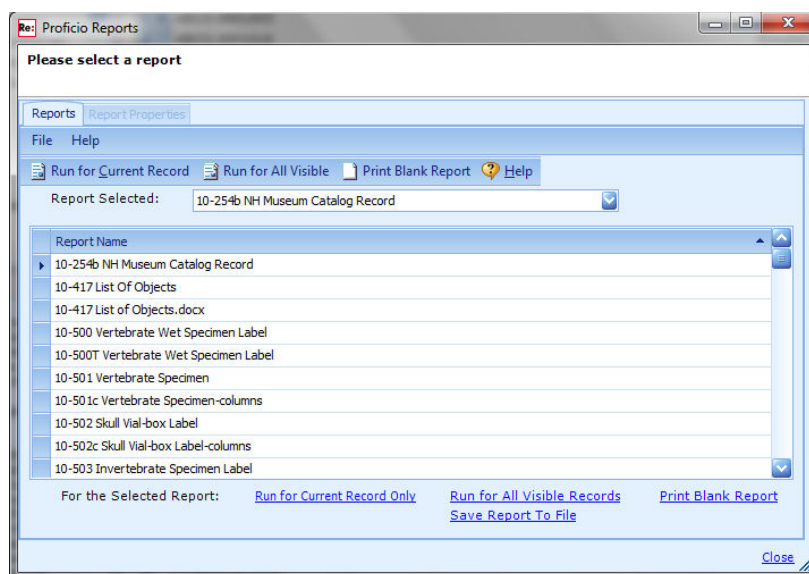 Re: Proficio Reports
Please select a report
Reports Report Properties
File Help
Run for Current Record Run for All Visible Print Blank Report Help
Report Selected: 10-254b NH Museum Catalog Record
Report Name
10-254b NH Museum Catalog Record
10-417 List Of Objects
10-417 List of Objects.docx
10-500 Vertebrate Wet Specimen Label
10-500T Vertebrate Wet Specimen Label
10-501 Vertebrate Specimen
10-501c Vertebrate Specimen-columns
10-502 Skull Vial-box Label
10-502c Skull Vial-box Label-columns
10-503 Invertebrate Specimen Label
For the Selected Report: Run for Current Record Only Run for All Visible Records Print Blank Report
Save Report To File
Close